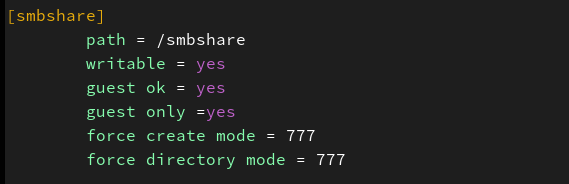 [smbshare]
path = /smbshare
writable = yes
guest ok = yes
guest only =yes
force create mode = 777
force directory mode = 777